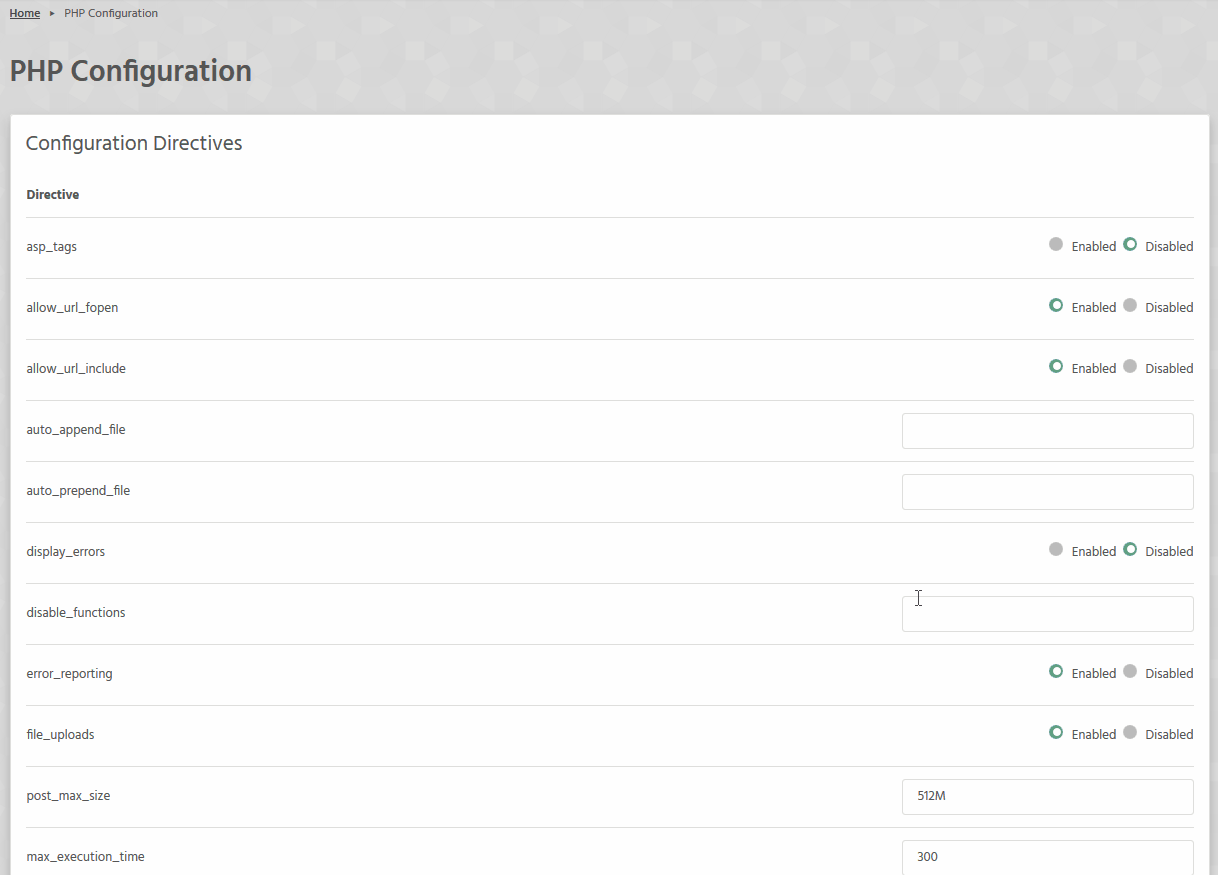 Home ▸ PHP Configuration
PHP Configuration
Configuration Directives
Directive
asp_tags Enabled Disabled
allow_url_fopen Enabled Disabled
allow_url_include Enabled Disabled
auto_append_file
auto_prepend_file
display_errors Enabled Disabled
disable_functions
error_reporting Enabled Disabled
file_uploads Enabled Disabled
post_max_size 512M
max_execution_time 300